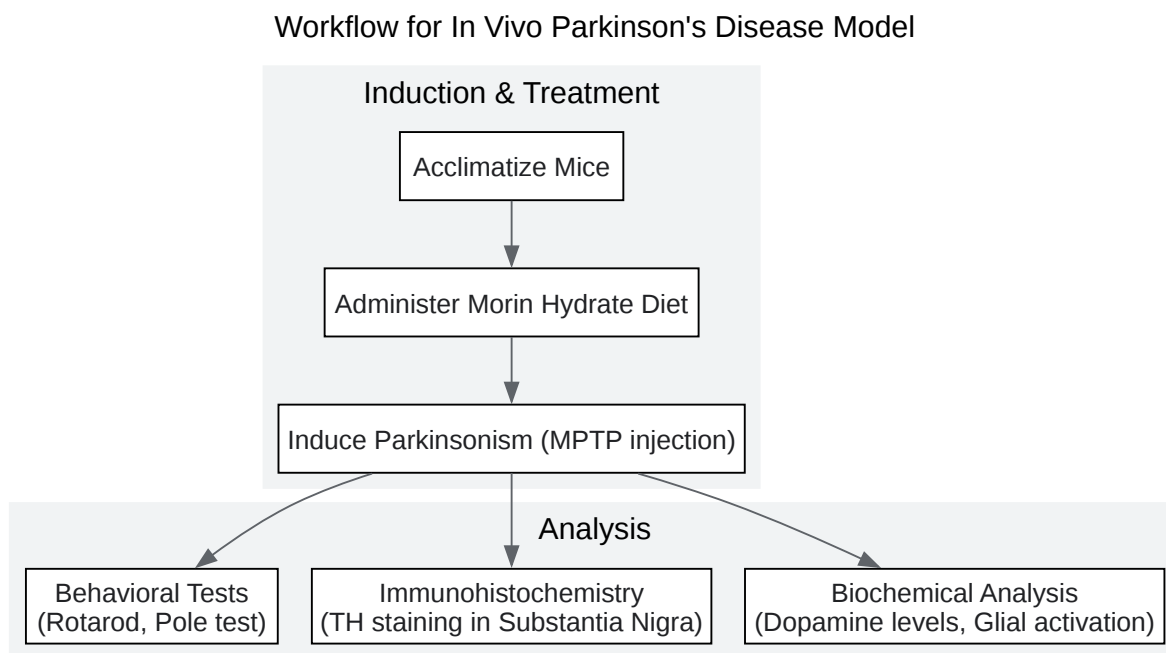 Workflow for In Vivo Parkinson's Disease Model
Induction & Treatment
Acclimatize Mice
Administer Morin Hydrate Diet
Induce Parkinsonism (MPTP injection)
Analysis
Behavioral Tests
(Rotarod, Pole test)
Immunohistochemistry
(TH staining in Substantia Nigra)
Biochemical Analysis
(Dopamine levels, Glial activation)